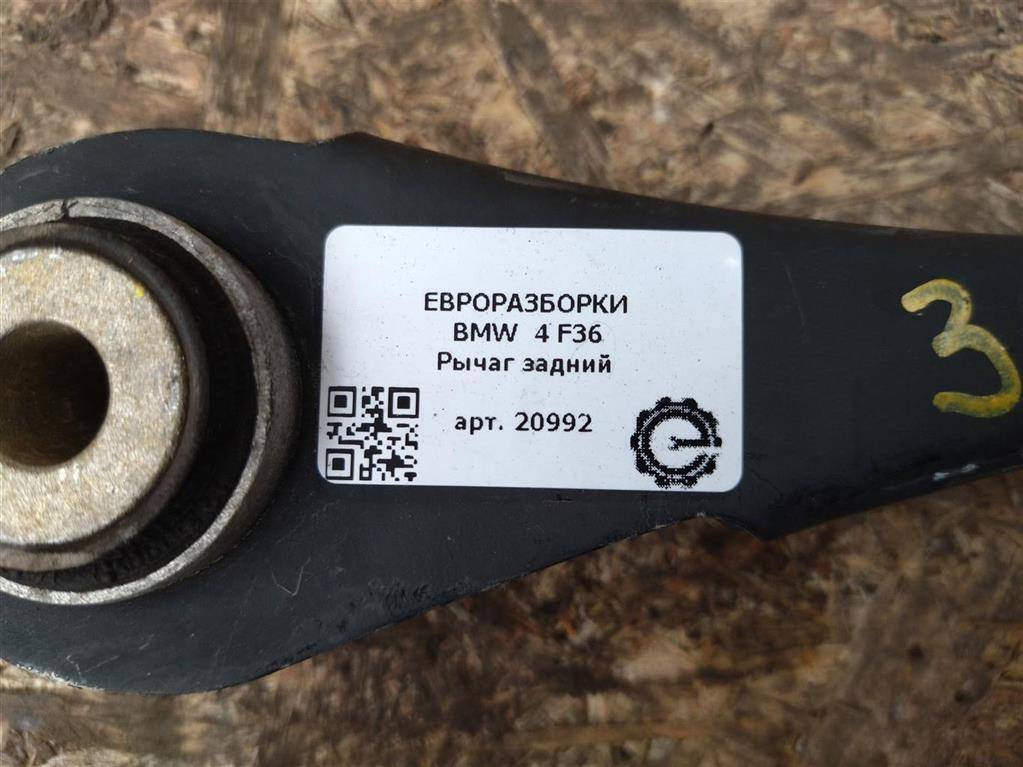 ЕВРОРАЗБОРКИ
BMW 4 F36
Рычаг задний
арт. 20992
3